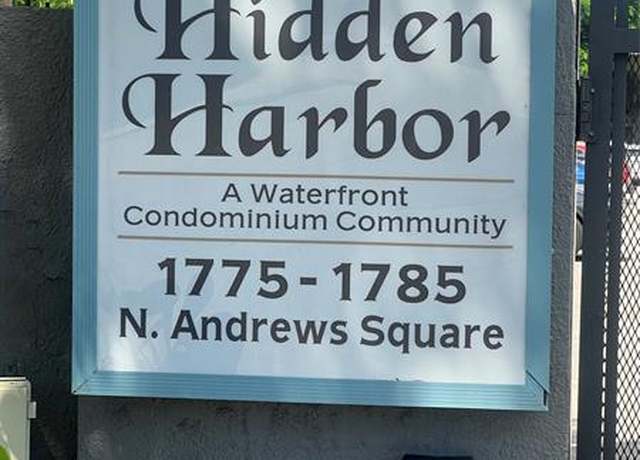 Hidden
Harbor
A Waterfront
Condominium Community
1775 - 1785
N. Andrews Square